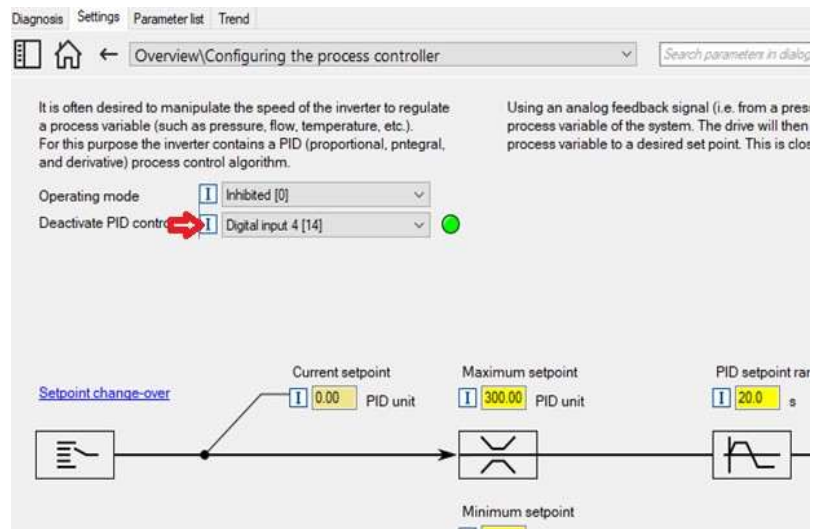 Diagnosis Settings Parameter list Trend
Overview\Configuring the process controller
Search parameters in dialog
It is often desired to manipulate the speed of the inverter to regulate
a process variable (such as pressure, flow, temperature, etc.).
For this purpose the inverter contains a PID (proportional, pntegral,
and derivative) process control algorithm.
Using an analog feedback signal (i.e. from a pres
process variable of the system. The drive will then
process variable to a desired set point. This is clos
Operating mode I Inhibited [0]
Deactivate PID contro I Digital input 4 [14]
Setpoint change-over
Current setpoint
I 0.00 PID unit
Maximum setpoint
I 300.00 PID unit
PID setpoint ra
I 20.0 s
Minimum setpoint